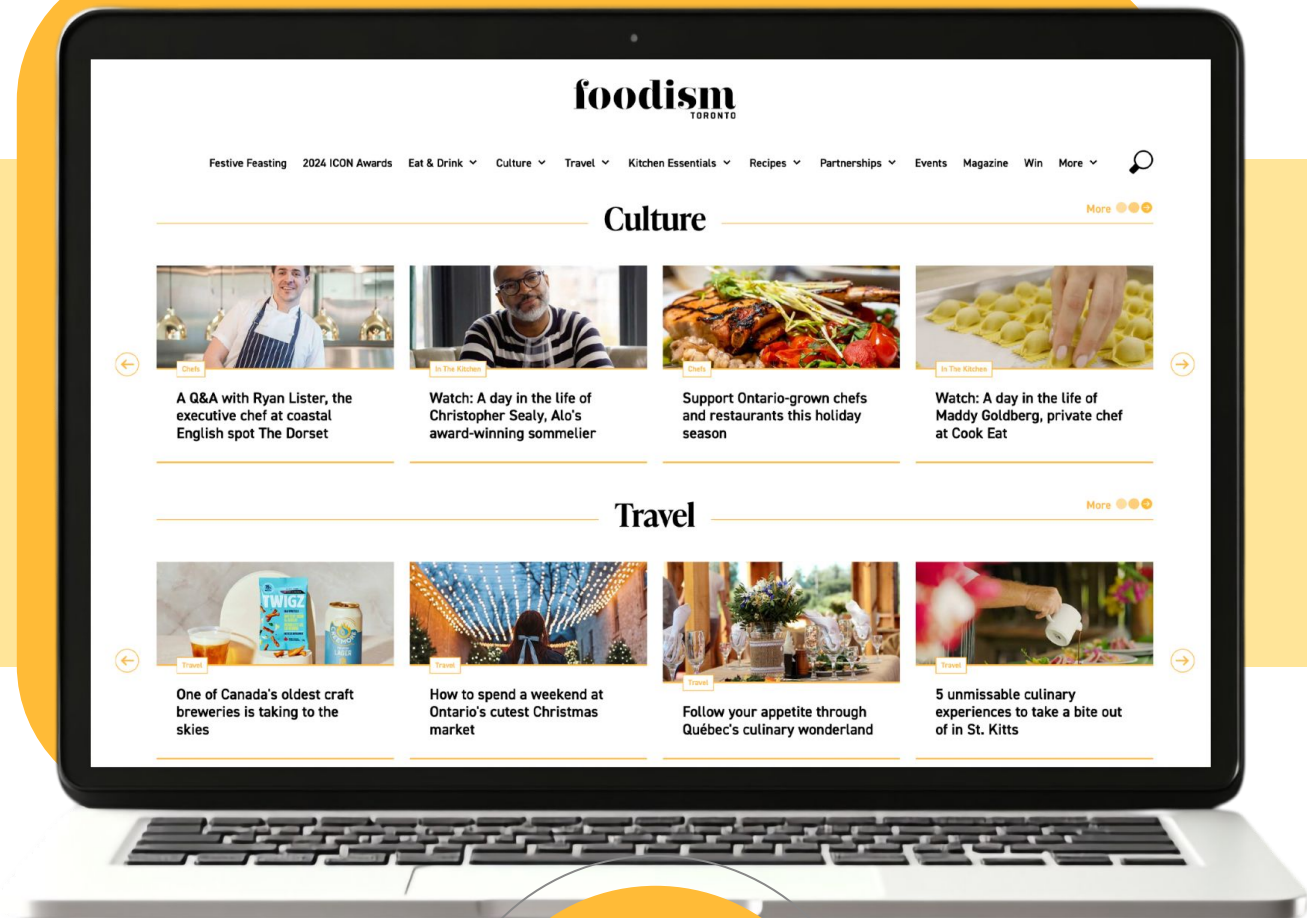 foodism
TORONTO
Festive Feasting 2024 ICON Awards Eat & Drink Culture Travel Kitchen Essentials Recipes Partnerships Events Magazine Win More
Culture
More
Chefs
A Q&A with Ryan Lister, the
executive chef at coastal
English spot The Dorset
In The Kitchen
Watch: A day in the life of
Christopher Sealy, Alo's
award-winning sommelier
Chefs
Support Ontario-grown chefs
and restaurants this holiday
season
In The Kitchen
Watch: A day in the life of
Maddy Goldberg, private chef
at Cook Eat
Travel
More
TWIGZ
LAGER
Travel
One of Canada's oldest craft
breweries is taking to the
skies
Travel
How to spend a weekend at
Ontario's cutest Christmas
market
Travel
Follow your appetite through
Québec's culinary wonderland
Travel
5 unmissable culinary
experiences to take a bite out
of in St. Kitts